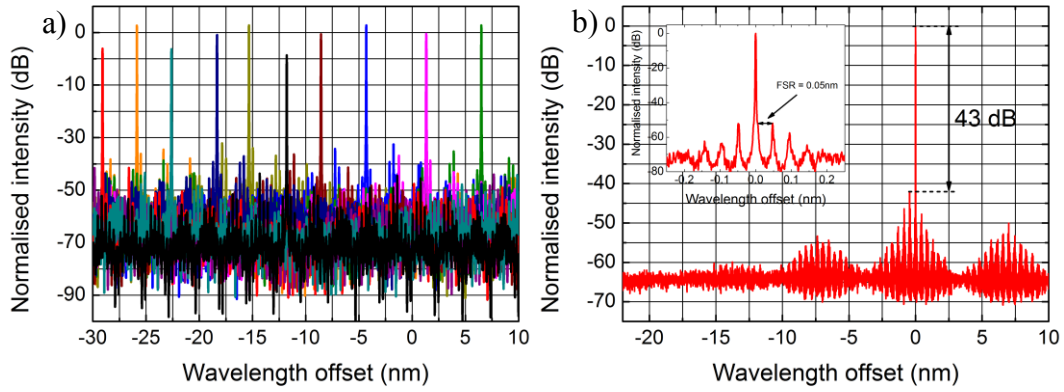 a)
Normalised intensity (dB)
10
-10
-30
-50
-70
-90
-30 -25 -20 -15 -10 -5 0 5 10
Wavelength offset (nm)
b)
Normalised intensity (dB)
0
-10
-20
-30
-40
-50
-60
-70
-20 -15 -10 -5 0 5 10
Wavelength offset (nm)
43 dB
Normalised intensity (dB)
0
-20
-40
-60
-80
FSR = 0.05nm
-0.2 -0.1 0.0 0.1 0.2
Wavelength offset (nm)